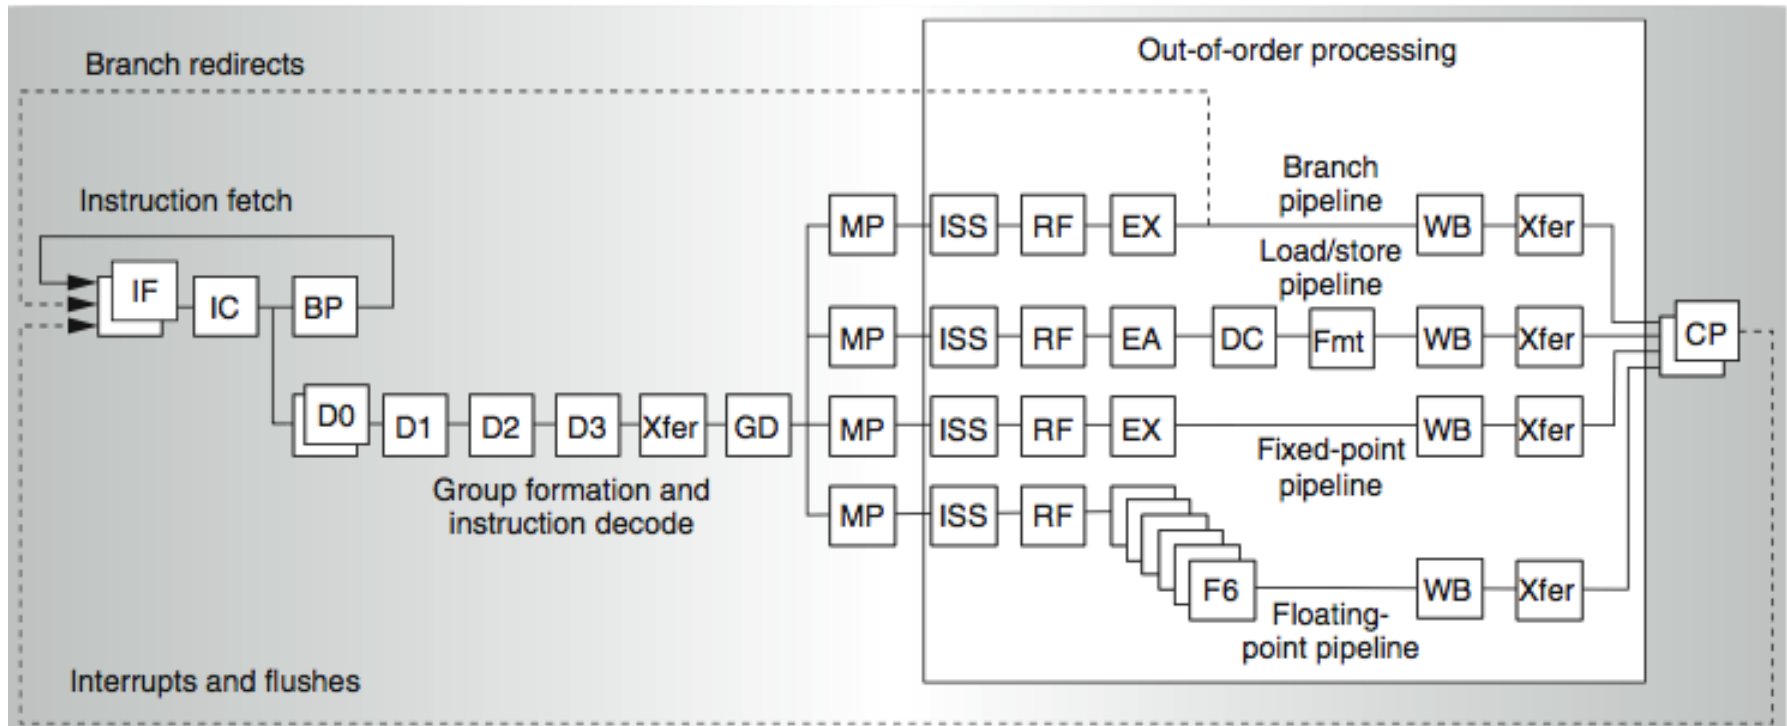 Out-of-order processing
Branch redirects
Instruction fetch
Branch
pipeline
MP ISS RF EX WB Xfer
Load/store
pipeline
IF IC BP
MP ISS RF EA DC Fmt WB Xfer CP
D0 D1 D2 D3 Xfer GD MP ISS RF EX WB Xfer
Fixed-point
pipeline
Group formation and
instruction decode
MP ISS RF
F6 WB Xfer
Floating-
point pipeline
Interrupts and flushes